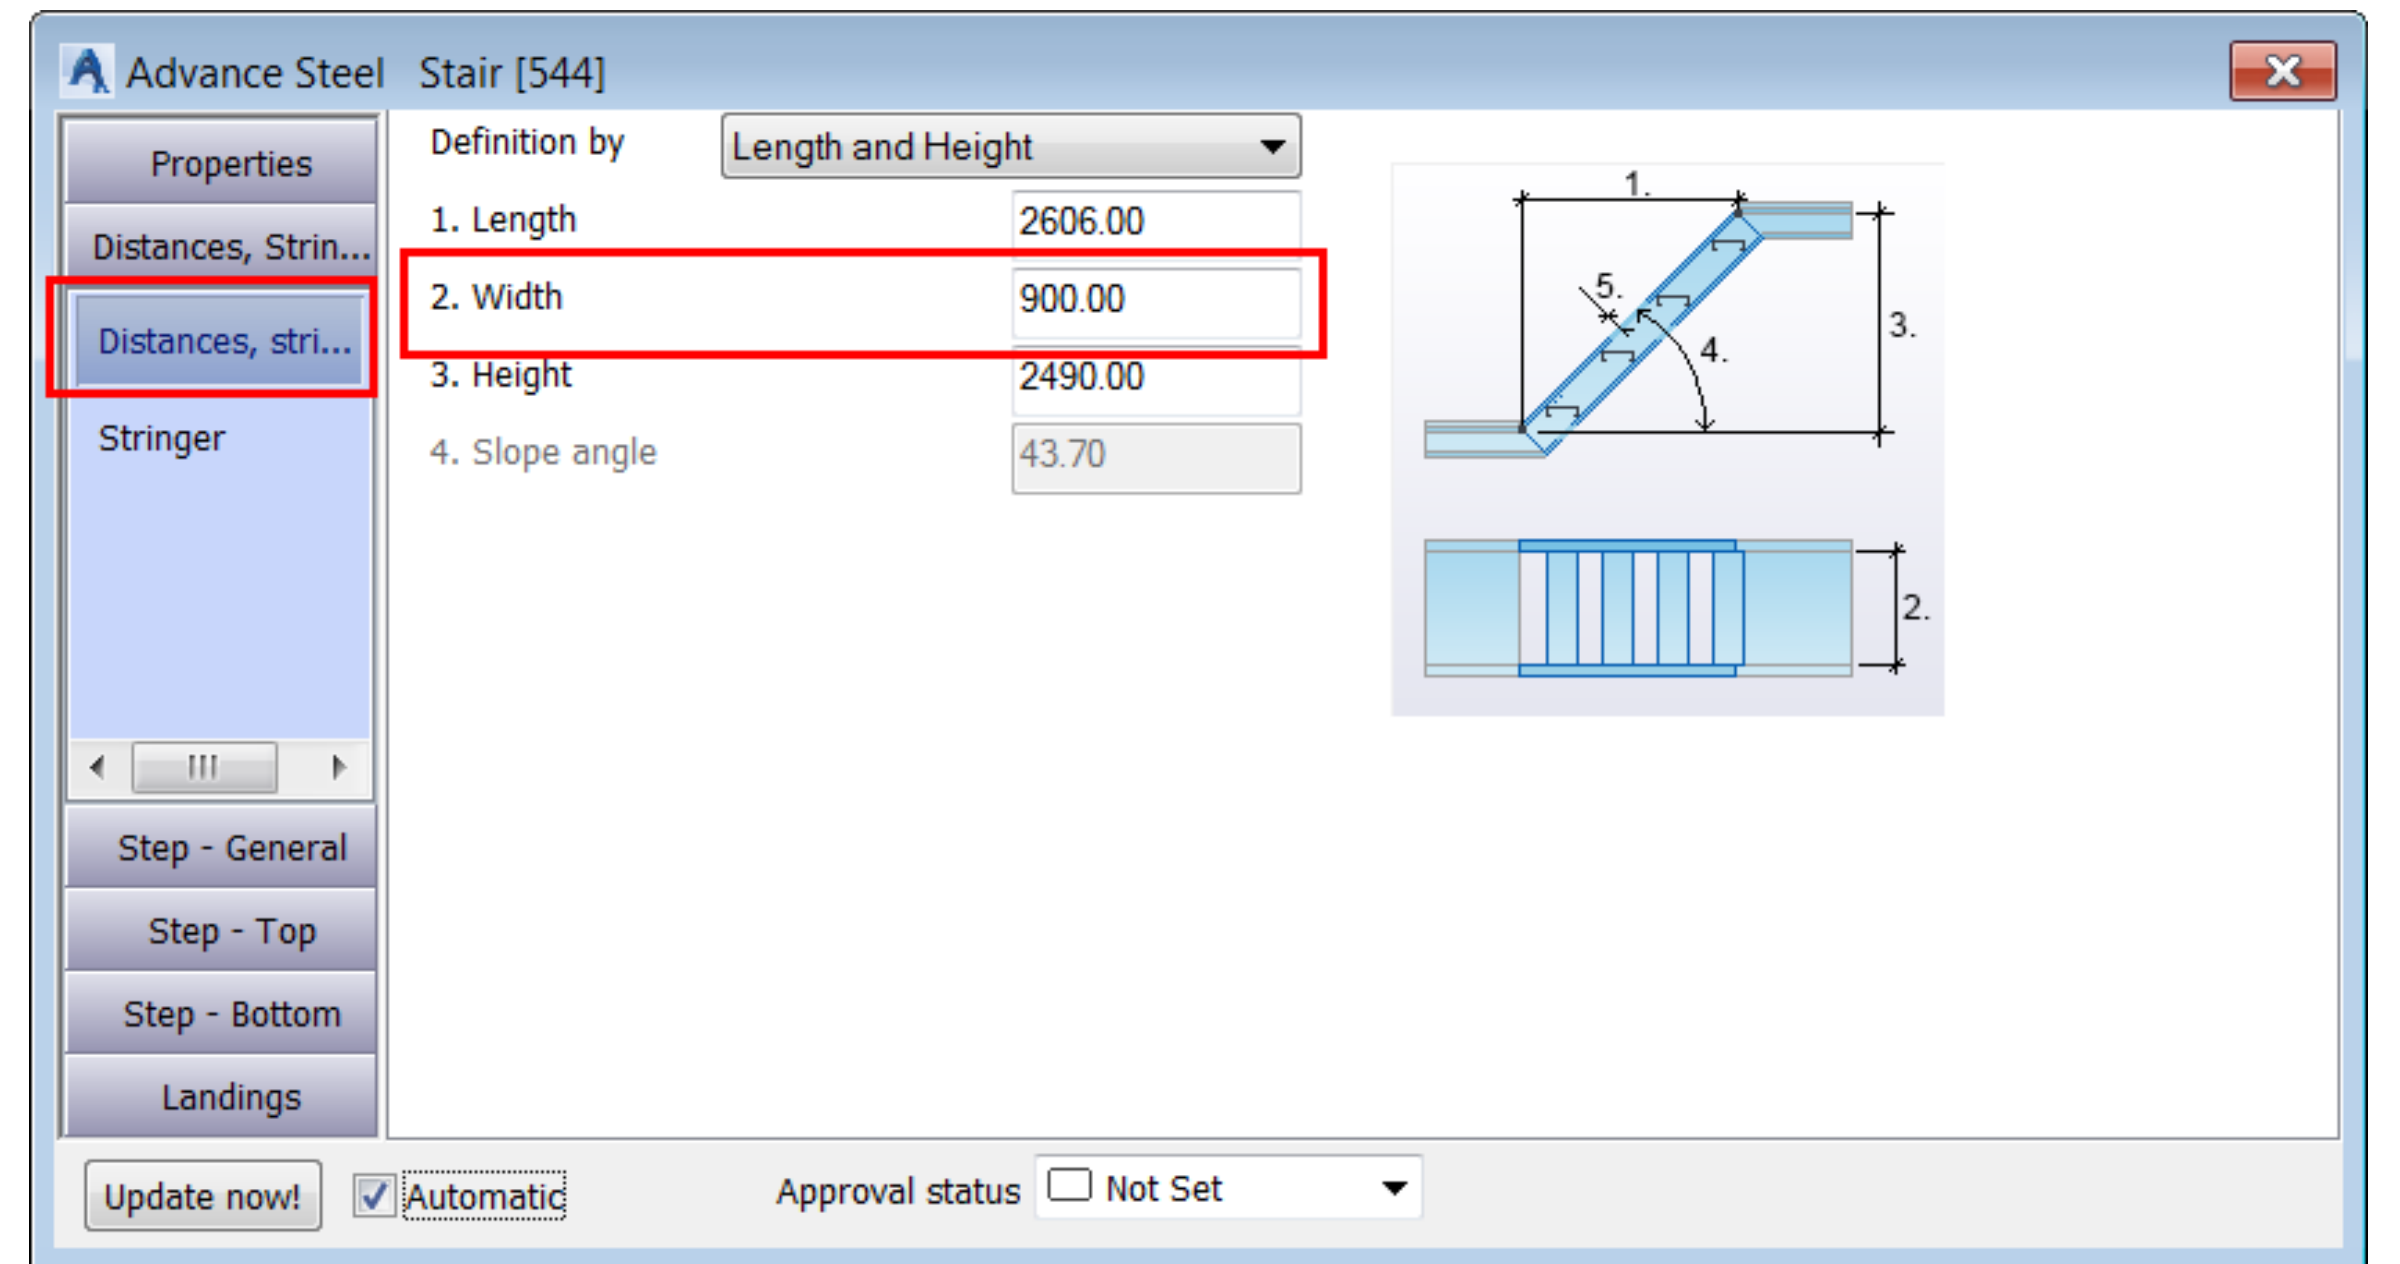 Advance Steel Stair [544]
Properties
Distances, Strin...
Distances, stri...
Stringer
Step - General
Step - Top
Step - Bottom
Landings
Definition by Length and Height
1. Length 2606.00
2. Width 900.00
3. Height 2490.00
4. Slope angle 43.70
1.
5.
4.
3.
2.
Update now! Automatic Approval status Not Set